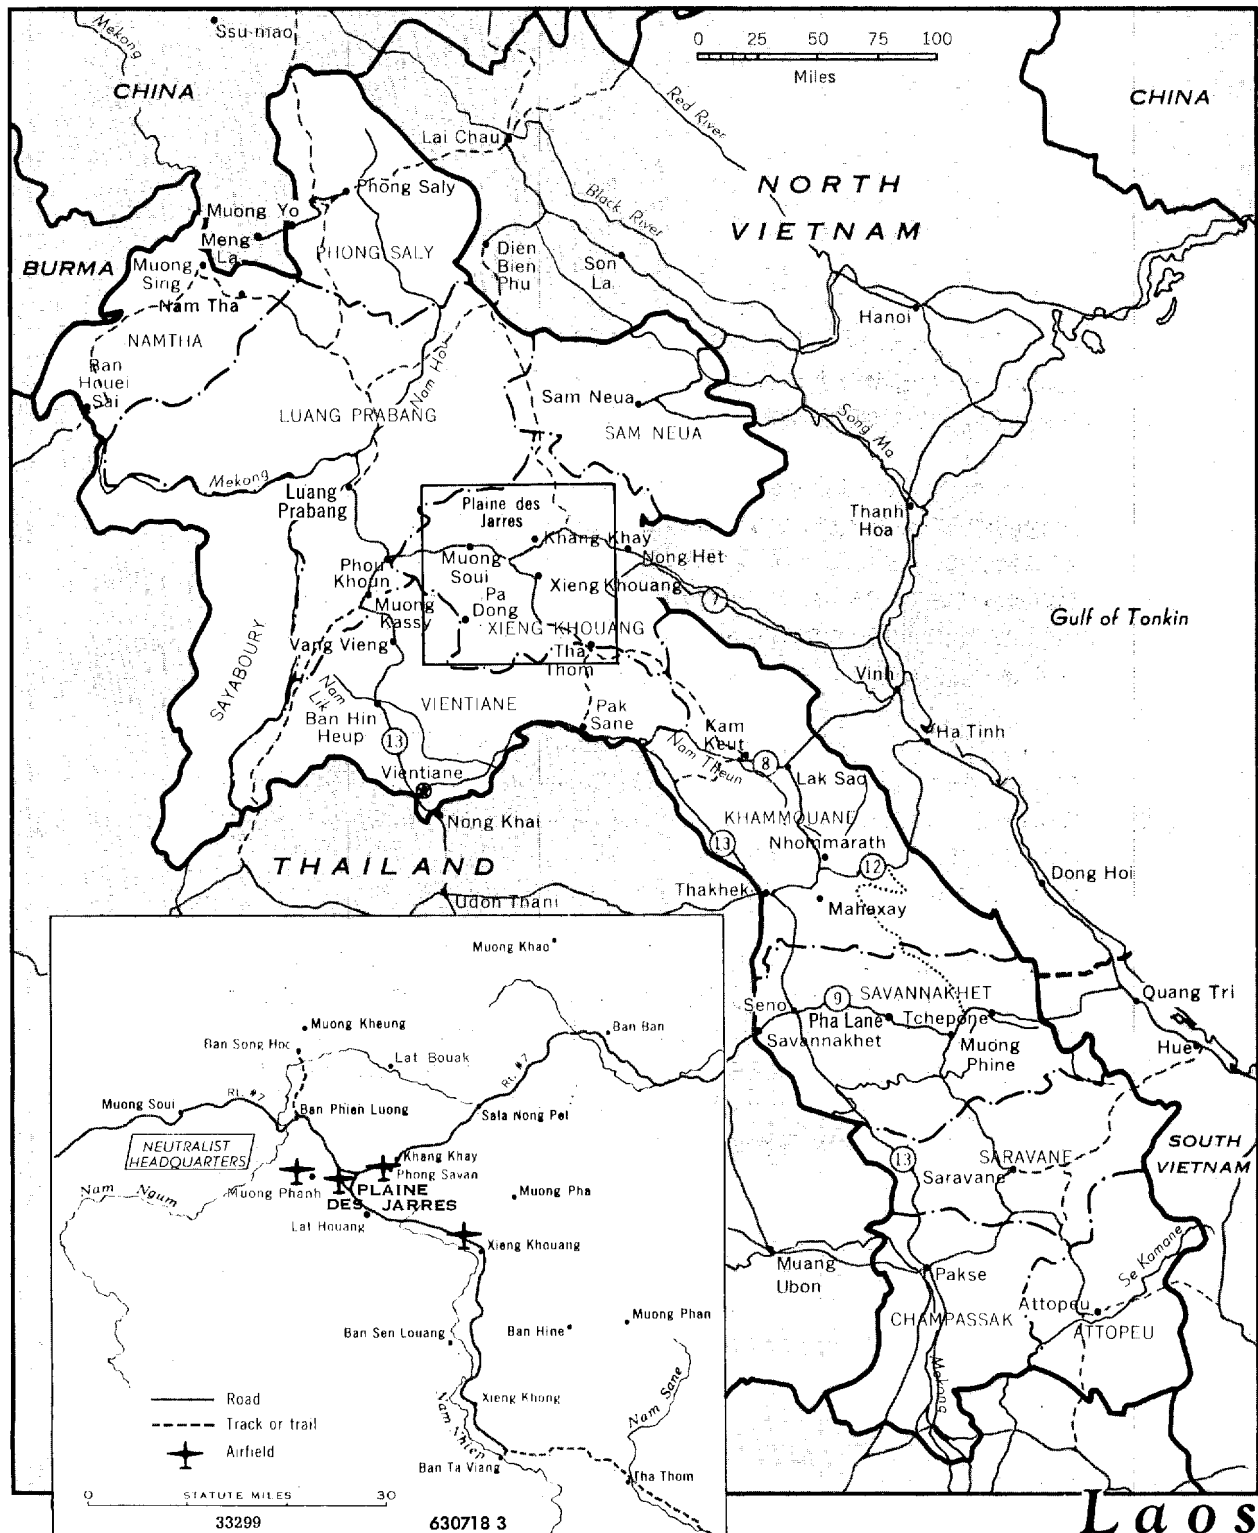 Mekong
Ssu-mao
0 25 50 75 100
Miles
CHINA
CHINA
Red River
Lai Chau
NORTH
VIETNAM
Phong Saly
Black River
Muong Yo
Meng
La
PHONG SALY
BURMA
Muong
Sing
Dien
Bien
Phu
Son
La
Nam Tha
Hanoi
NAMTHA
Ban
Houei
Sai
Nam Hou
LUANG PRABANG
Sam Neua
SAM NEUA
Song Ma
Mekong
Luang
Prabang
Plaine des
Jarres
Thanh
Hoa
Khang Khay
Nong Het
Phou
Khoun
Muong
Soui
Xieng Khouang
7
Muong
Kassy
Pa
Dong
XIENG KHOUANG
Gulf of Tonkin
Vang Vieng
Tha
Thom
SAYABOURY
Vinh
Nam
Lik
VIENTIANE
Ban Hin
Heup
Pak
Sane
Kam
Keut
Ha Tinh
13
Nam Theun
8
Lak Sao
Vientiane
Nong Khai
KHAMMOUANE
13
Nhommarath
12
THAILAND
Thakhek
Mahaxay
Dong Hoi
Udon Thani
Seno
9
SAVANNAKHET
Quang Tri
Pha Lane
Tchepone
Savannakhet
Muong
Phine
Hue
SOUTH
VIETNAM
13
SARAVANE
Saravane
Muang
Ubon
Pakse
Se Kamane
Attopeu
CHAMPASSAK
ATTOPEU
Mekong
Muong Khao
Muong Kheung
Ban Ban
Ban Song Hoc
Lat Bouak
Rt. #7
Muong Soui
Rt. #7
Ban Phien Luong
Sala Nong Pet
NEUTRALIST
HEADQUARTERS
Khang Khay
Phong Savan
Muong Phanh
PLAINE
DES JARRES
Muong Pha
Nam Ngum
Lat Houang
Xieng Khouang
Muong Phan
Ban Sen Louang
Ban Hine
Road
Xieng Khong
Nam Sane
Track or trail
Nam Nhiep
Airfield
Ban Ta Viang
Tha Thom
0 STATUTE MILES 30
33299
630718 3
Laos